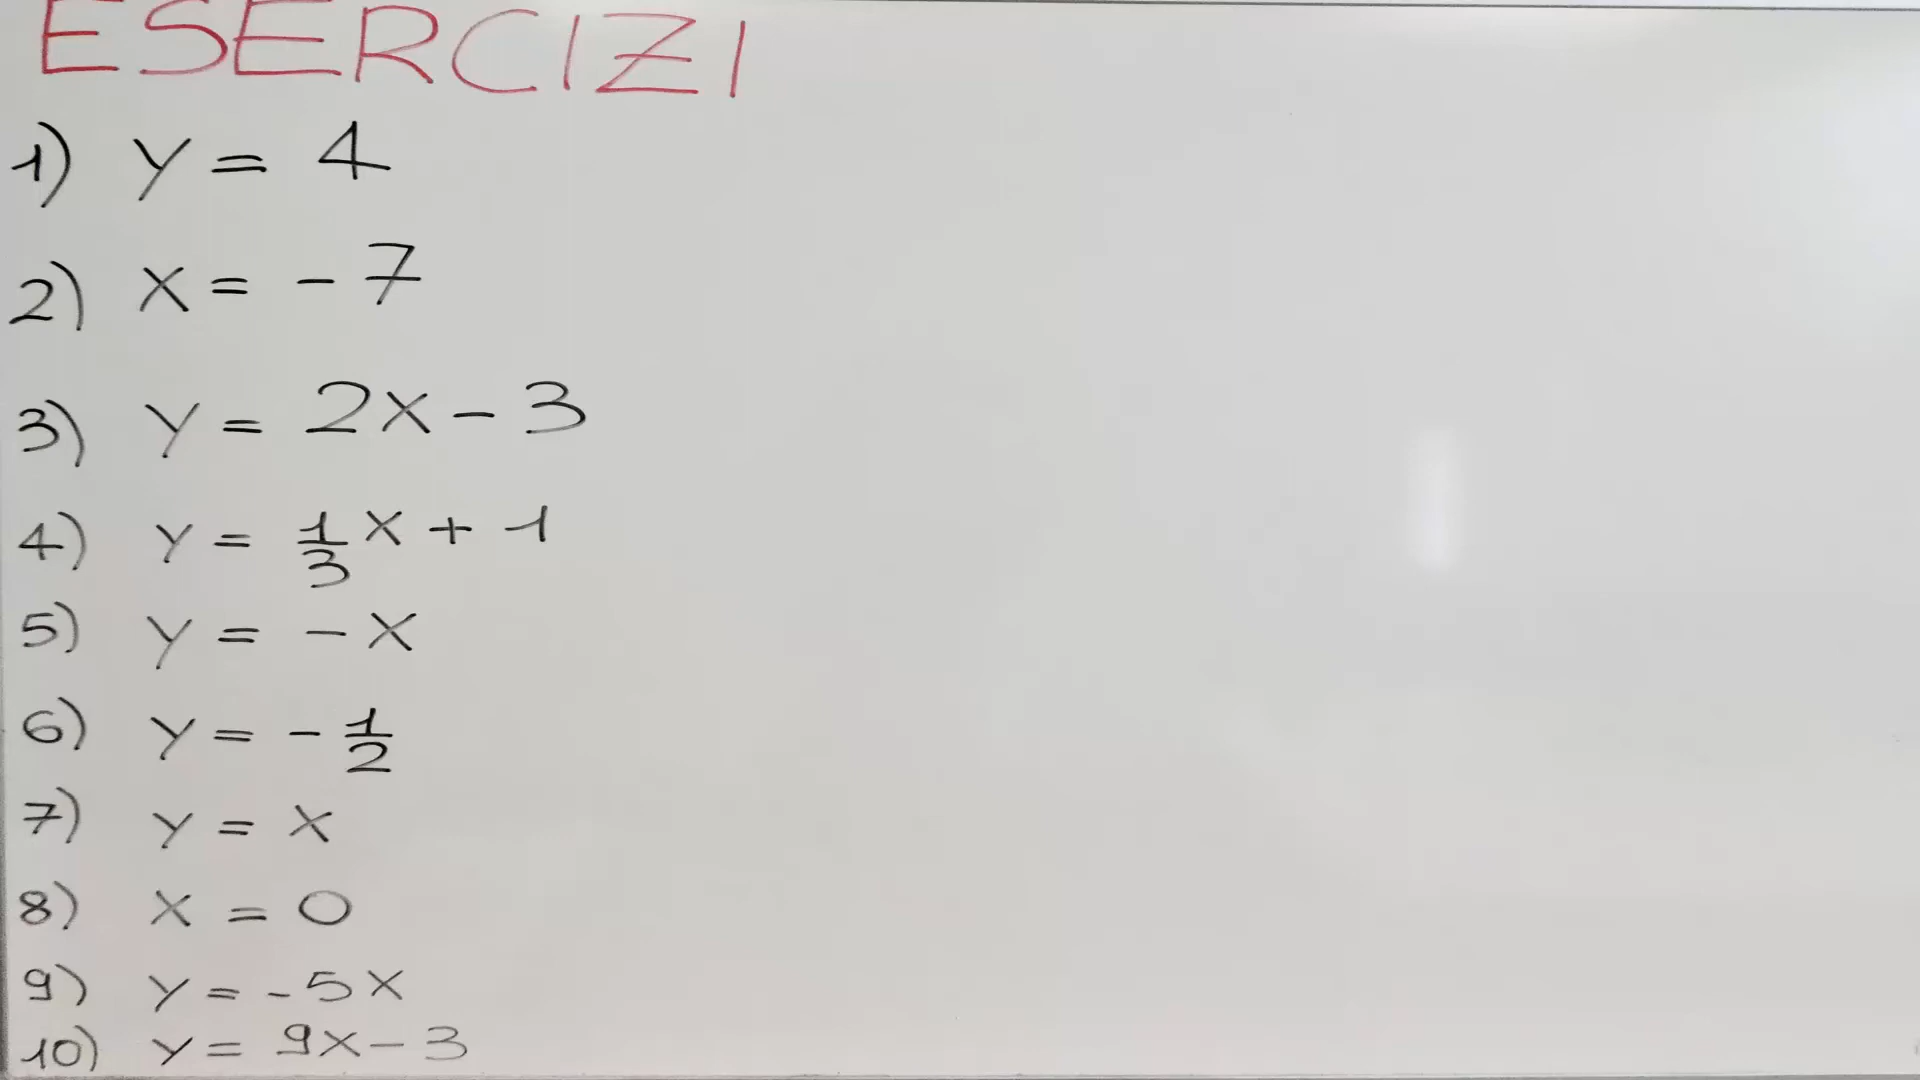 ESERCIZI
1) y = 4
2) x = - 7
3) y = 2x - 3
4) y = 1/3 x + 1
5) y = - x
6) y = - 1/2
7) y = x
8) x = 0
9) y = - 5x
10) y = 9x - 3